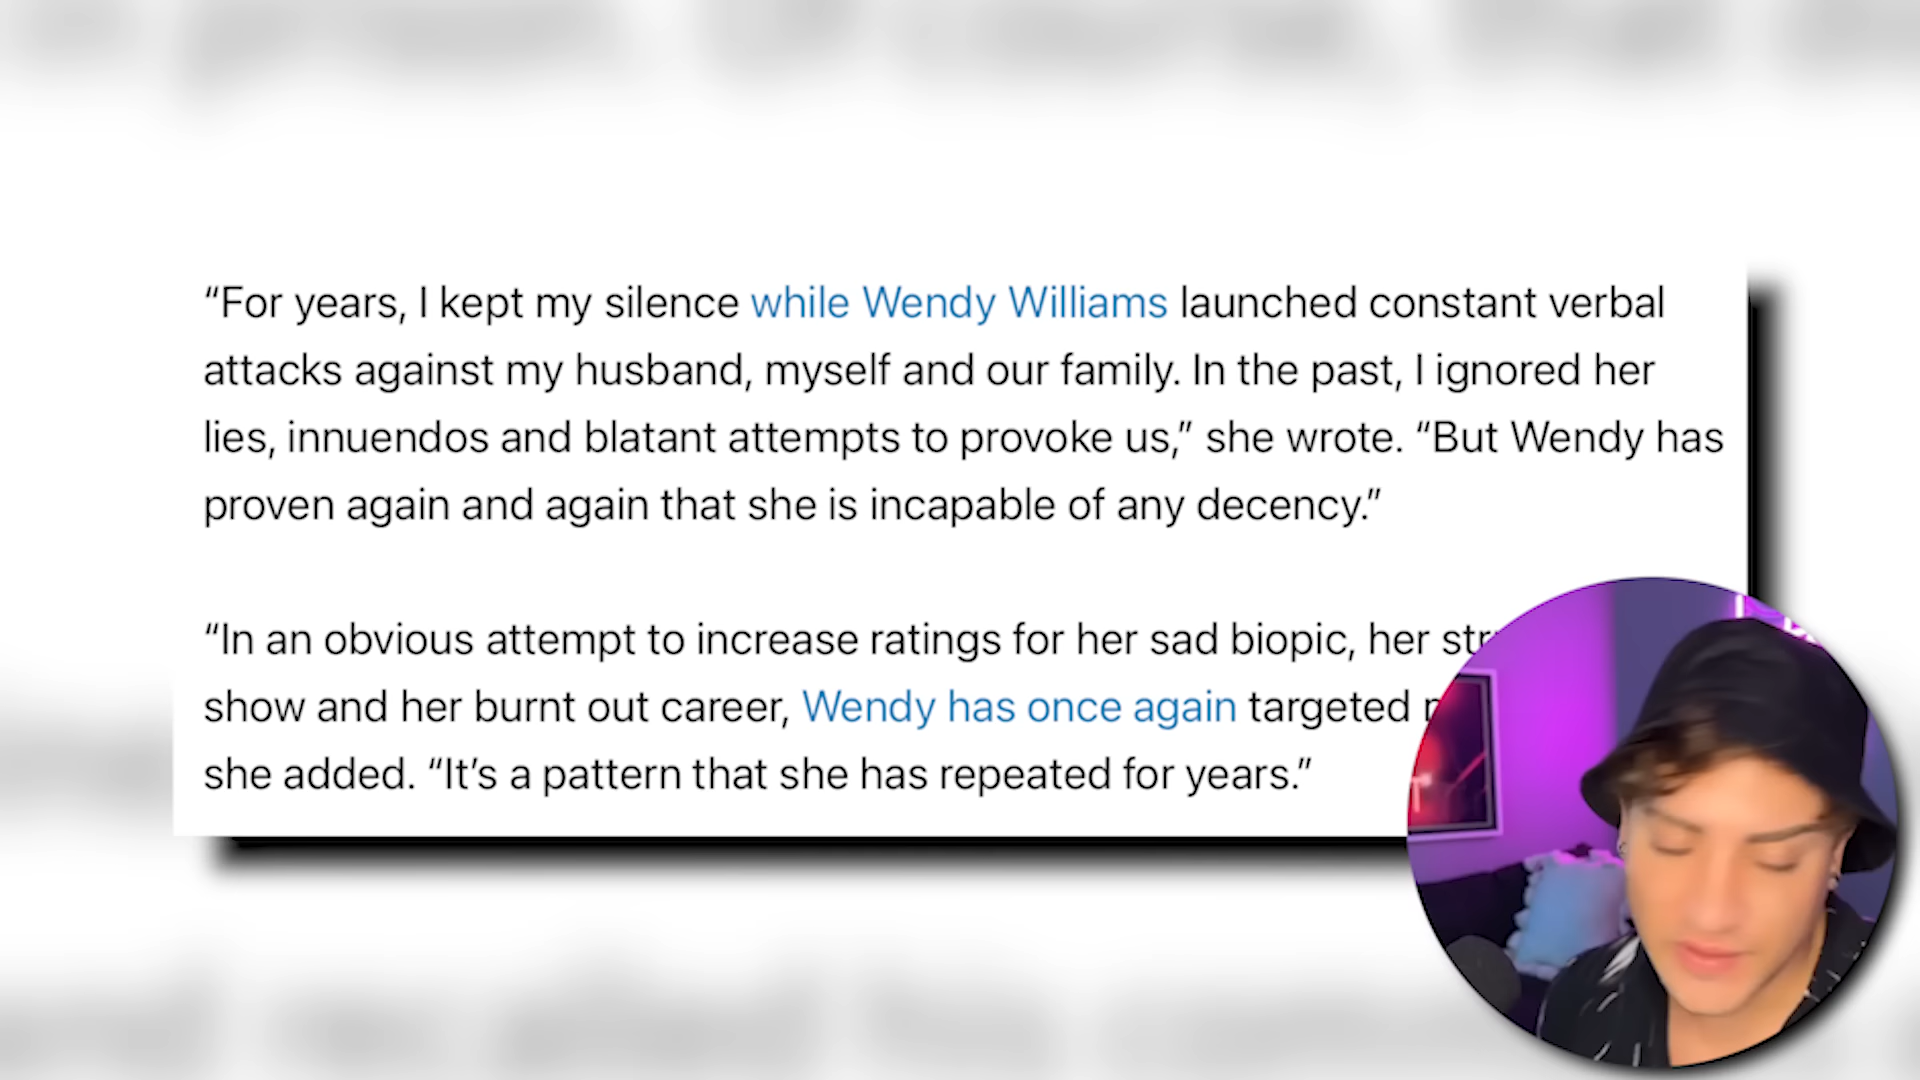 “For years, I kept my silence while Wendy Williams launched constant verbal
attacks against my husband, myself and our family. In the past, I ignored her
lies, innuendos and blatant attempts to provoke us,” she wrote. “But Wendy has
proven again and again that she is incapable of any decency.”
“In an obvious attempt to increase ratings for her sad biopic, her
show and her burnt out career, Wendy has once again targeted
she added. “It’s a pattern that she has repeated for years.”